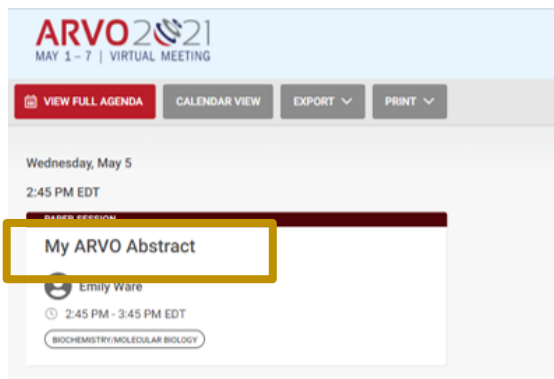 ARVO2021
MAY 1 – 7 | VIRTUAL MEETING
VIEW FULL AGENDA CALENDAR VIEW EXPORT PRINT
Wednesday, May 5
2:45 PM EDT
PAPER SESSION
My ARVO Abstract
Emily Ware
2:45 PM - 3:45 PM EDT
BIOCHEMISTRY/MOLECULAR BIOLOGY